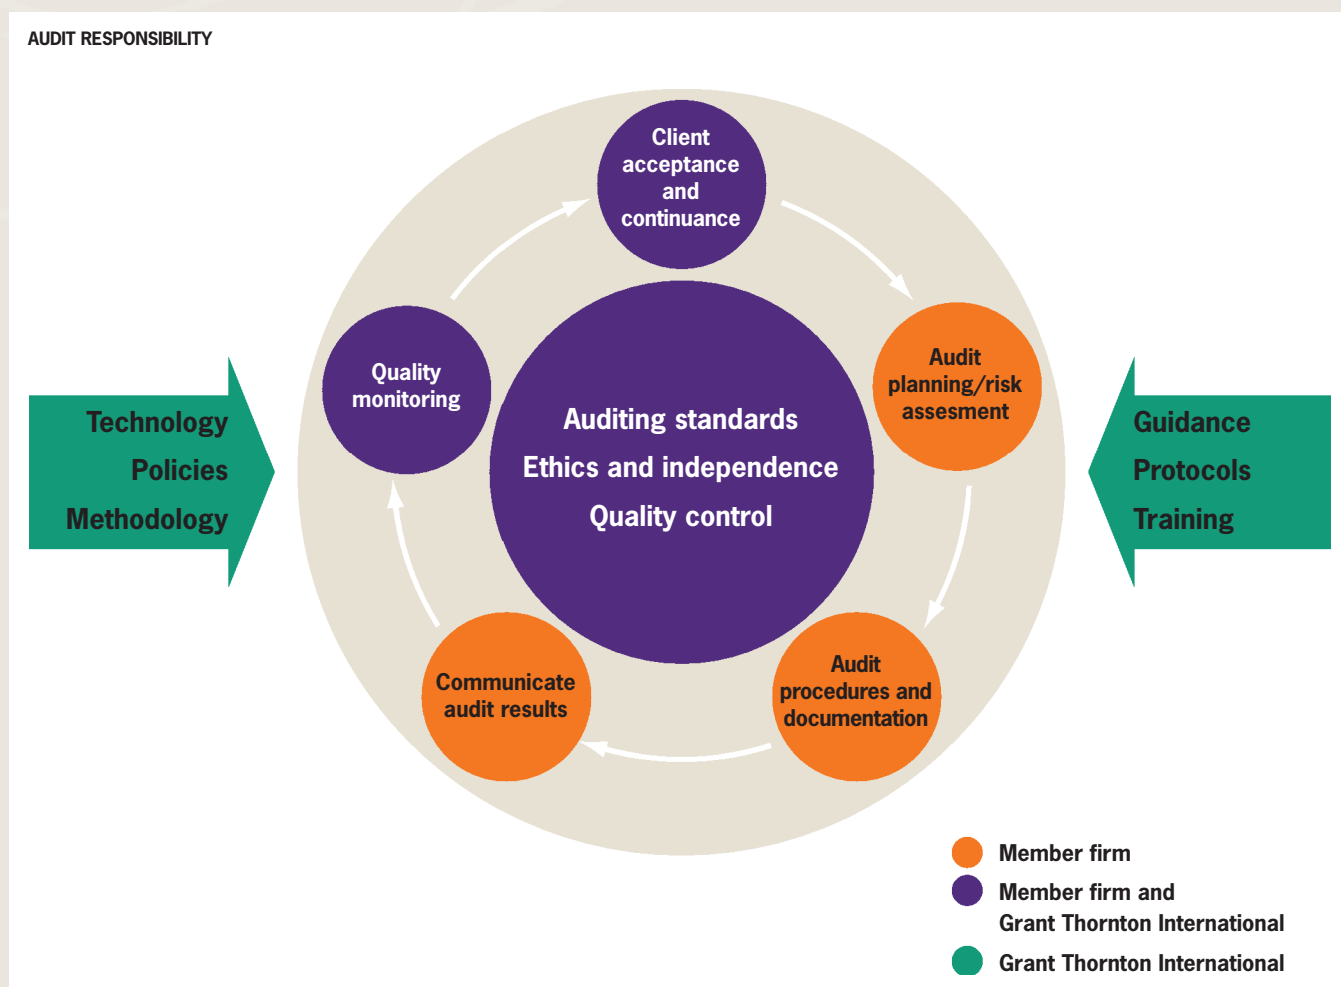 AUDIT RESPONSIBILITY
Client
acceptance
and
continuance
Audit
planning/risk
assesment
Audit
procedures and
documentation
Communicate
audit results
Quality
monitoring
Auditing standards
Ethics and independence
Quality control
Technology
Policies
Methodology
Guidance
Protocols
Training
Member firm
Member firm and
Grant Thornton International
Grant Thornton International